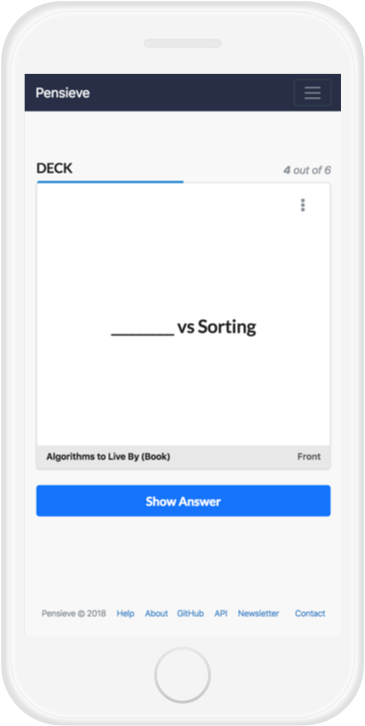 Pensieve
DECK 4 out of 6
________ vs Sorting
Algorithms to Live By (Book) Front
Show Answer
Pensieve © 2018 Help About GitHub API Newsletter Contact